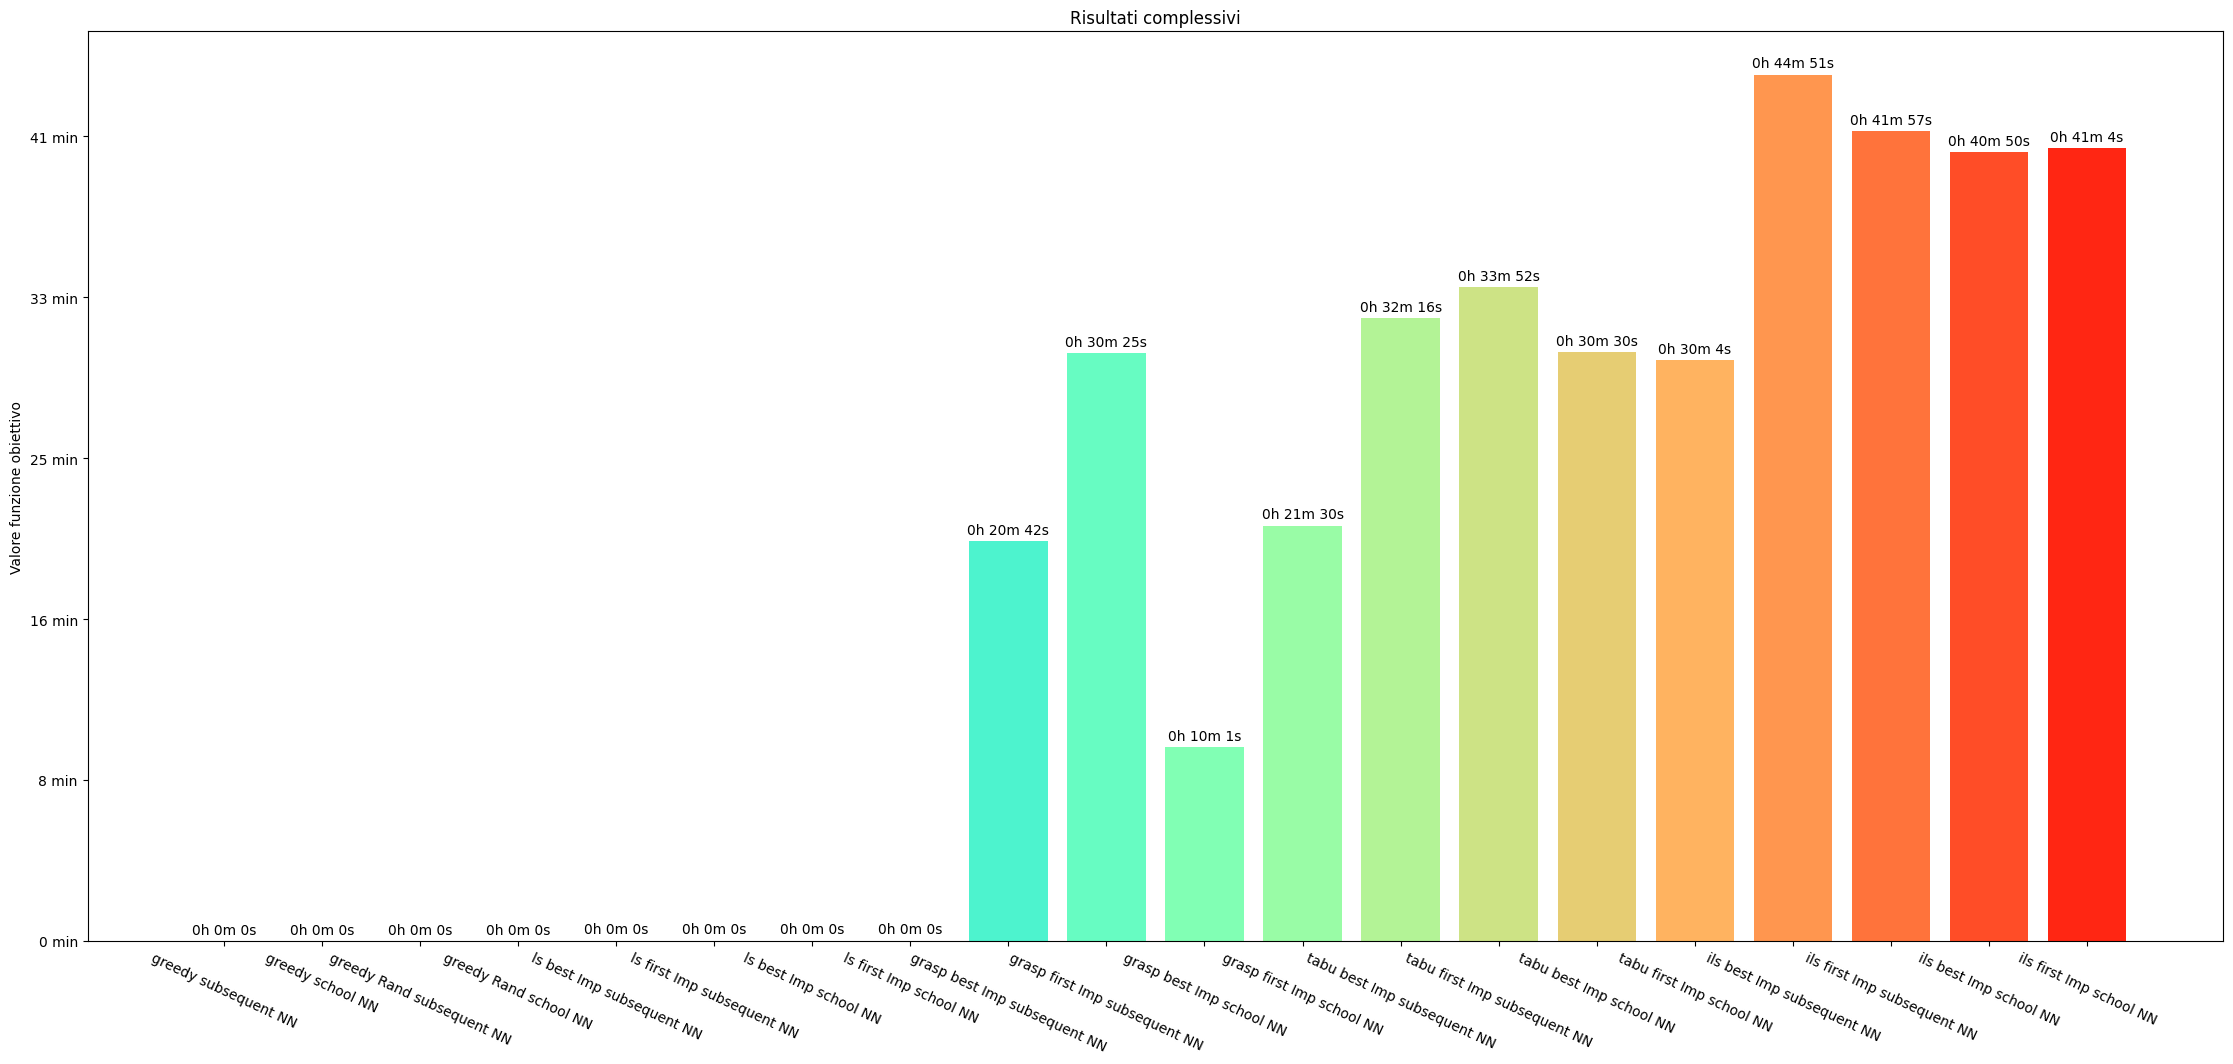 Risultati complessivi
Valore funzione obiettivo
41 min
33 min
25 min
16 min
8 min
0 min
0h 0m 0s
0h 0m 0s
0h 0m 0s
0h 0m 0s
0h 0m 0s
0h 0m 0s
0h 0m 0s
0h 0m 0s
0h 20m 42s
0h 30m 25s
0h 10m 1s
0h 21m 30s
0h 32m 16s
0h 33m 52s
0h 30m 30s
0h 30m 4s
0h 44m 51s
0h 41m 57s
0h 40m 50s
0h 41m 4s
greedy subsequent NN
greedy school NN
greedy Rand subsequent NN
greedy Rand school NN
ls best Imp subsequent NN
ls first Imp subsequent NN
ls best Imp school NN
ls first Imp school NN
grasp best Imp subsequent NN
grasp first Imp subsequent NN
grasp best Imp school NN
grasp first Imp school NN
tabu best Imp subsequent NN
tabu first Imp subsequent NN
tabu best Imp school NN
tabu first Imp school NN
ils best Imp subsequent NN
ils first Imp subsequent NN
ils best Imp school NN
ils first Imp school NN